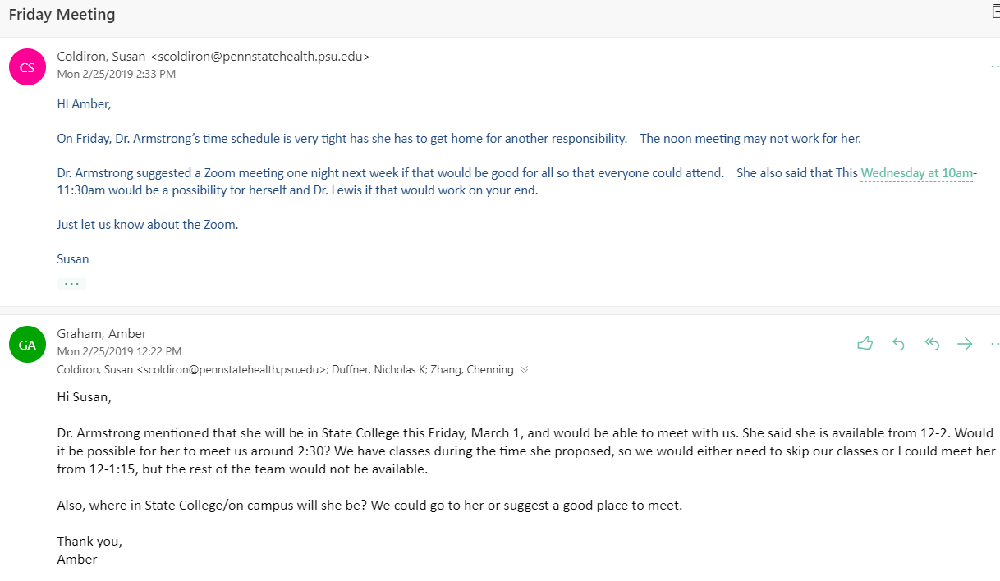 Friday Meeting
CS
Coldiron, Susan <scoldiron@pennstatehealth.psu.edu>
Mon 2/25/2019 2:33 PM
HI Amber,
On Friday, Dr. Armstrong’s time schedule is very tight has she has to get home for another responsibility.    The noon meeting may not work for her.
Dr. Armstrong suggested a Zoom meeting one night next week if that would be good for all so that everyone could attend.    She also said that This Wednesday at 10am-
11:30am would be a possibility for herself and Dr. Lewis if that would work on your end.
Just let us know about the Zoom.
Susan
...
GA
Graham, Amber
Mon 2/25/2019 12:22 PM
Coldiron, Susan <scoldiron@pennstatehealth.psu.edu>; Duffner, Nicholas K; Zhang, Chenning
Hi Susan,
Dr. Armstrong mentioned that she will be in State College this Friday, March 1, and would be able to meet with us. She said she is available from 12-2. Would
it be possible for her to meet us around 2:30? We have classes during the time she proposed, so we would either need to skip our classes or I could meet her
from 12-1:15, but the rest of the team would not be available.
Also, where in State College/on campus will she be? We could go to her or suggest a good place to meet.
Thank you,
Amber